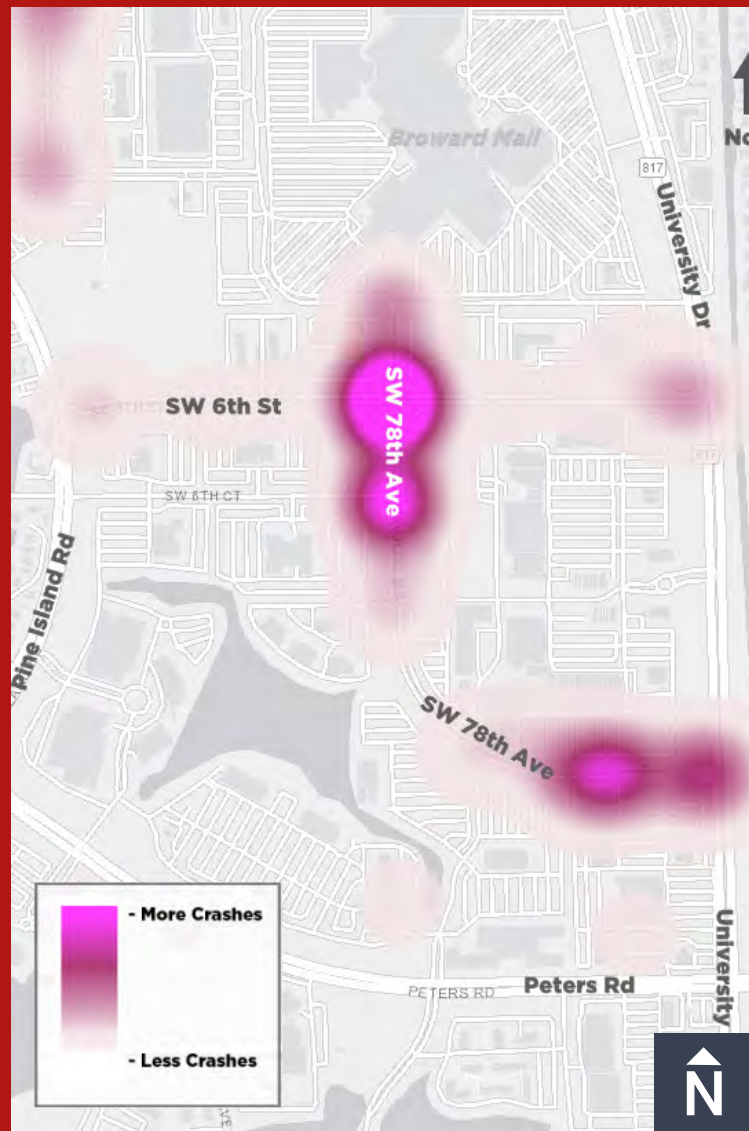 Broward Mall
No
817
University Dr
SW 78th Ave
SW 6th St
817
SW 6TH CT
Pine Island Rd
SW 78th Ave
- More Crashes
- Less Crashes
University
PETERS RD
Peters Rd
N